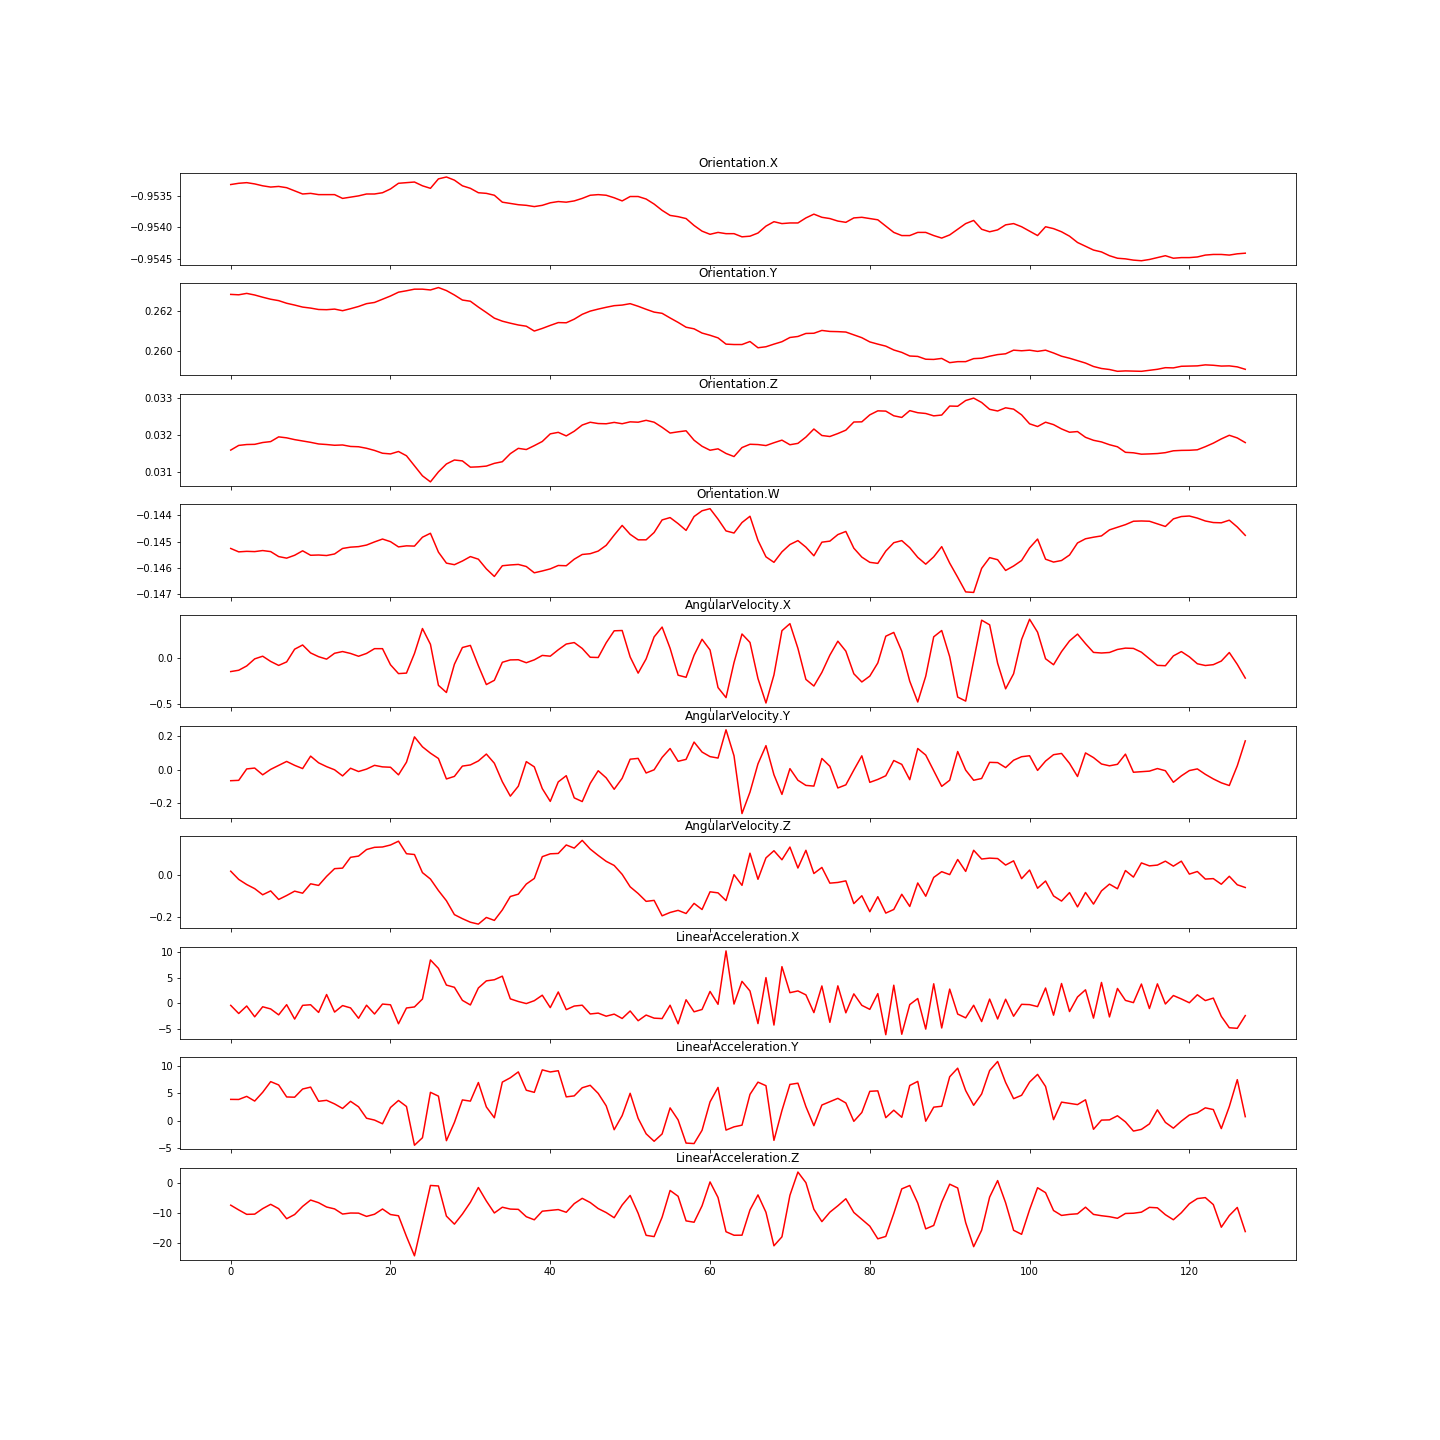 Orientation.X
−0.9535
−0.9540
−0.9545
Orientation.Y
0.262
0.260
Orientation.Z
0.033
0.032
0.031
Orientation.W
−0.144
−0.145
−0.146
−0.147
AngularVelocity.X
0.0
−0.5
AngularVelocity.Y
0.2
0.0
−0.2
AngularVelocity.Z
0.0
−0.2
LinearAcceleration.X
10
5
0
−5
LinearAcceleration.Y
10
5
0
−5
LinearAcceleration.Z
0
−10
−20
0 20 40 60 80 100 120